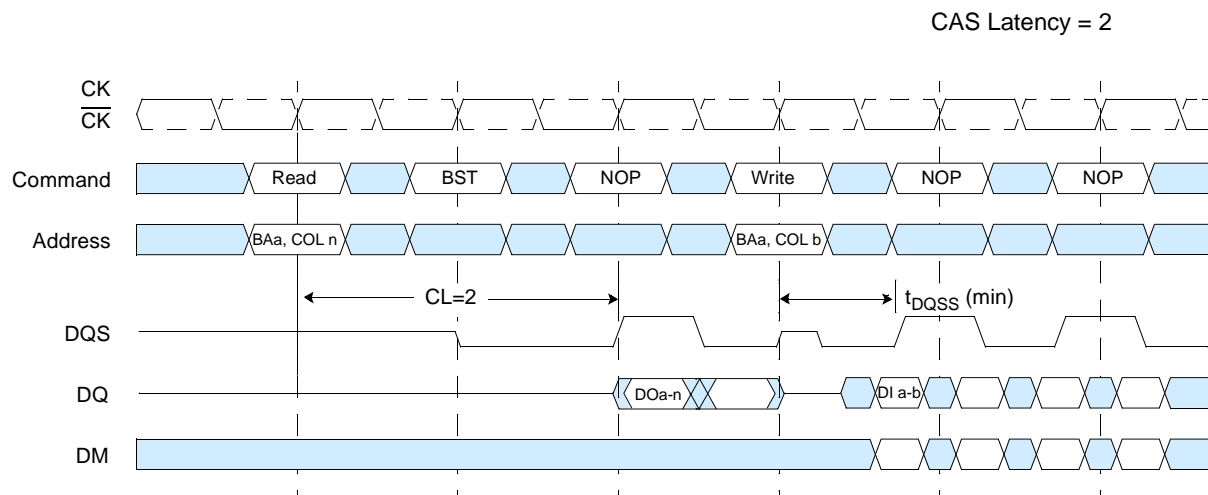 CAS Latency = 2
CK
CK
Command Read BST NOP Write NOP NOP
Address BAa, COL n BAa, COL b
CL=2 tDQSS (min)
DQS
DQ DOa-n DI a-b
DM